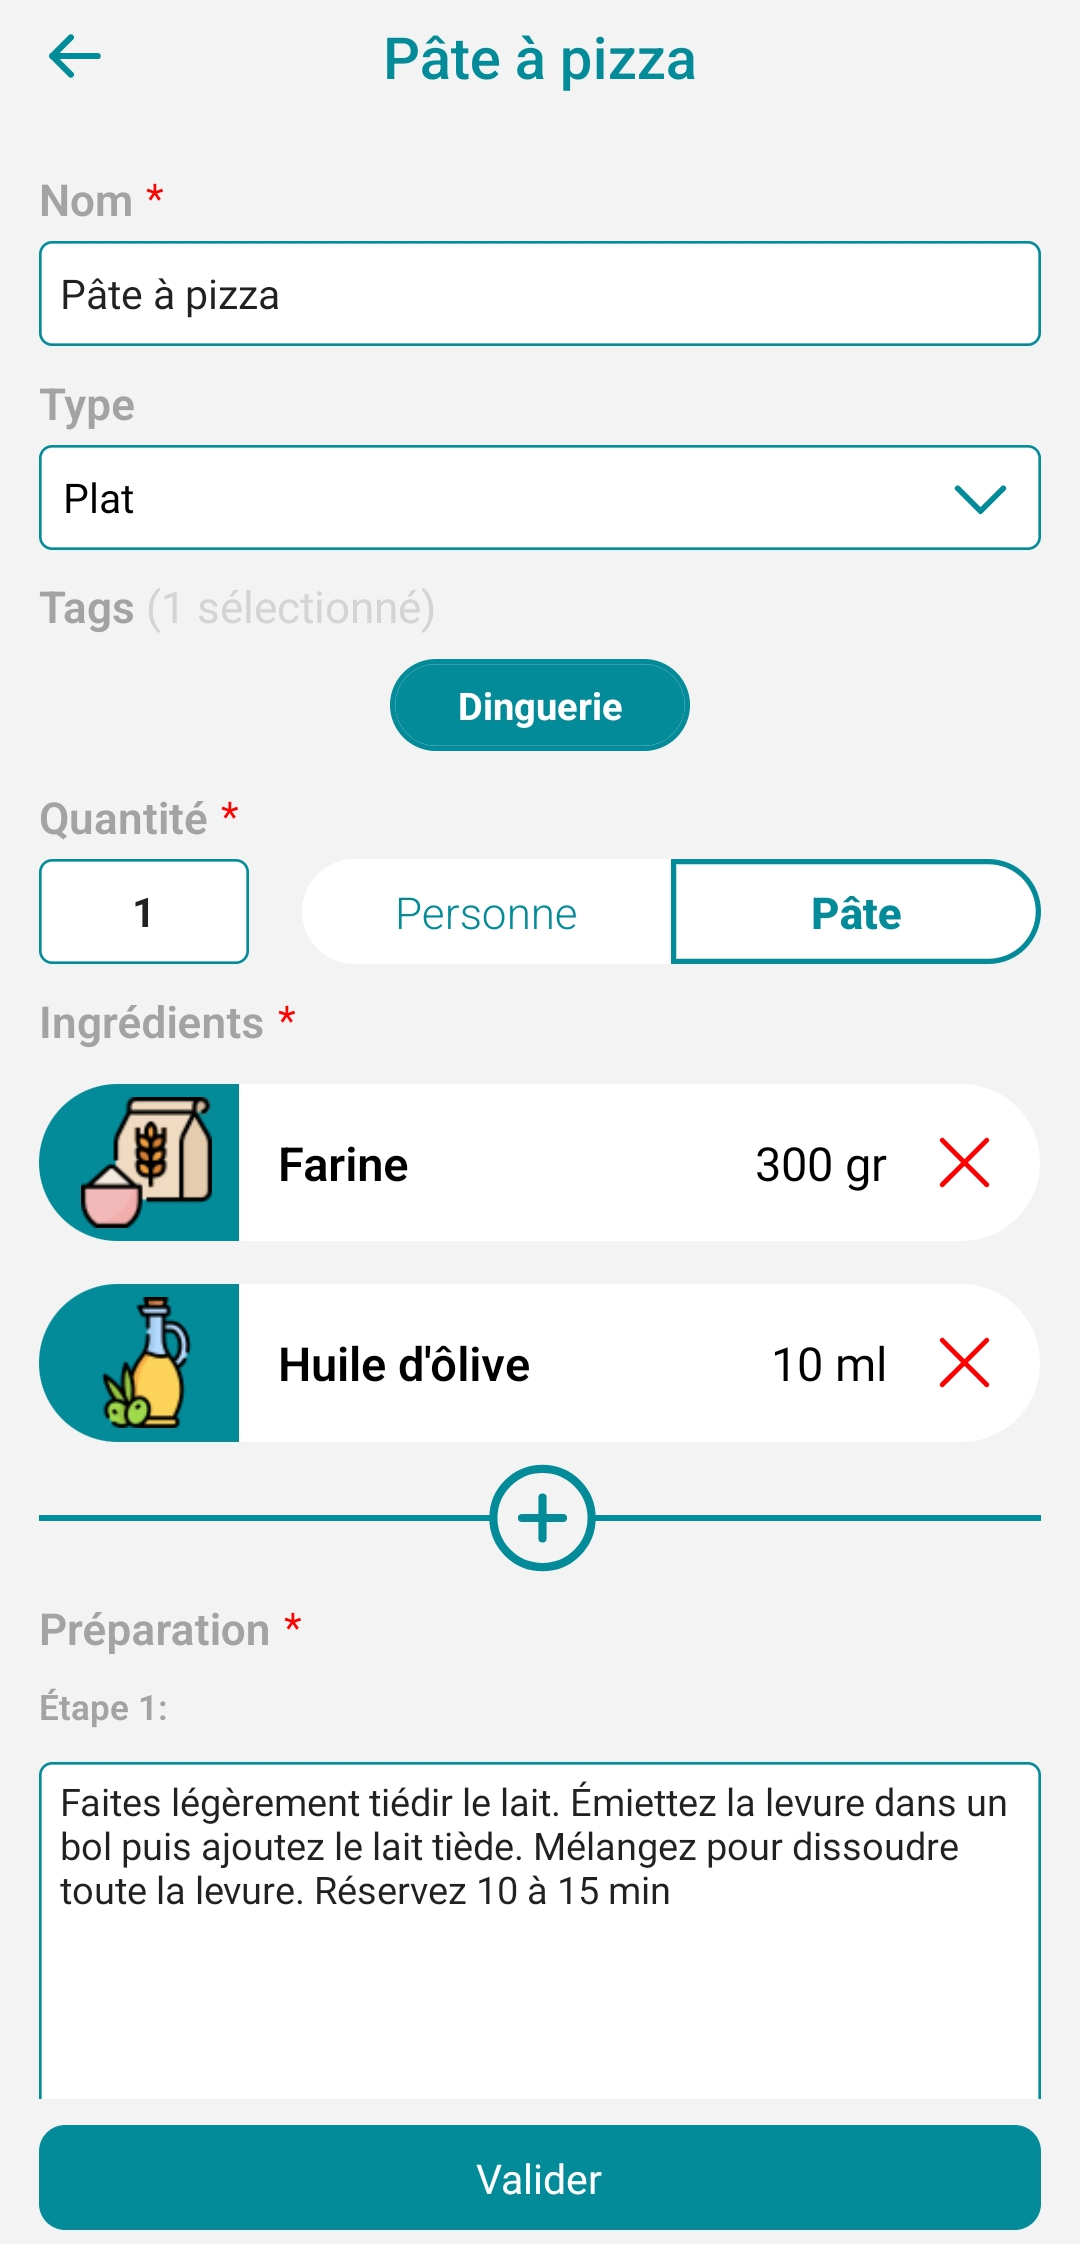 Pâte à pizza
Nom *
Pâte à pizza
Type
Plat
Tags (1 sélectionné)
Dinguerie
Quantité *
1
Personne
Pâte
Ingrédients *
Farine
300 gr
Huile d'ôlive
10 ml
Préparation *
Étape 1:
Faites légèrement tiédir le lait. Émiettez la levure dans un
bol puis ajoutez le lait tiède. Mélangez pour dissoudre
toute la levure. Réservez 10 à 15 min
Valider